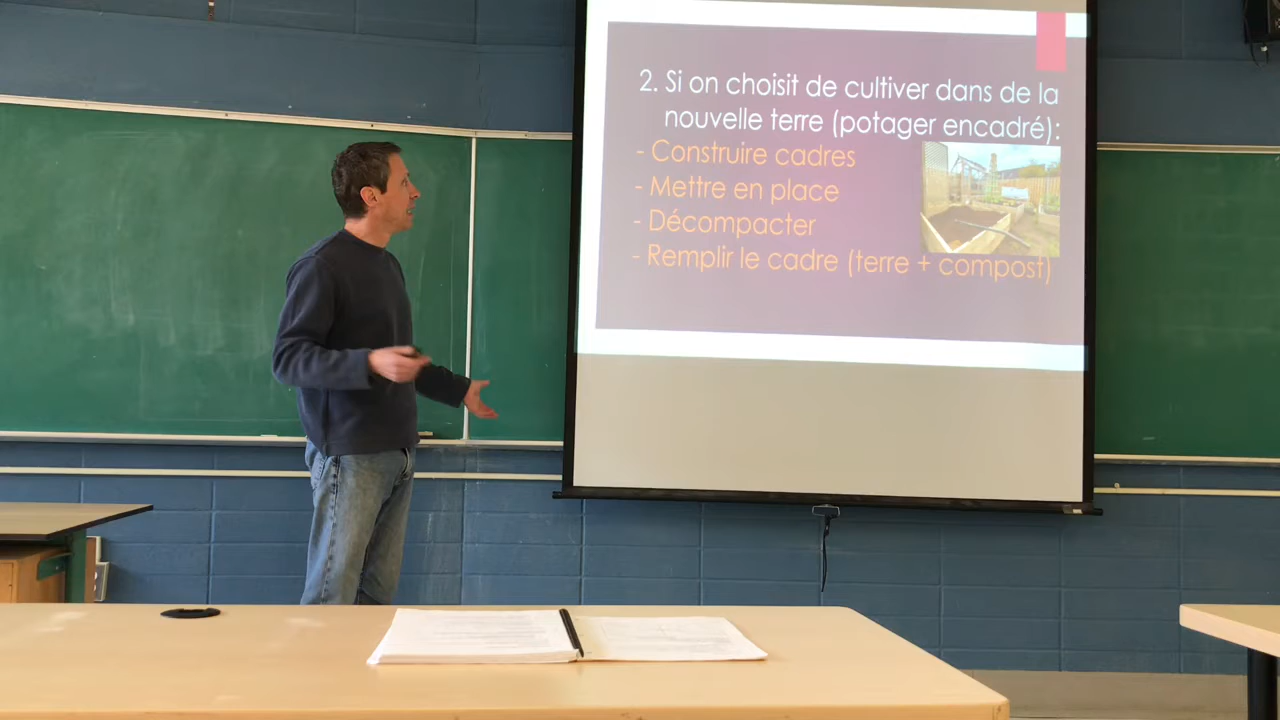 2. Si on choisit de cultiver dans de la
nouvelle terre (potager encadré):
- Construire cadres
- Mettre en place
- Décompacter
- Remplir le cadre (terre + compost)